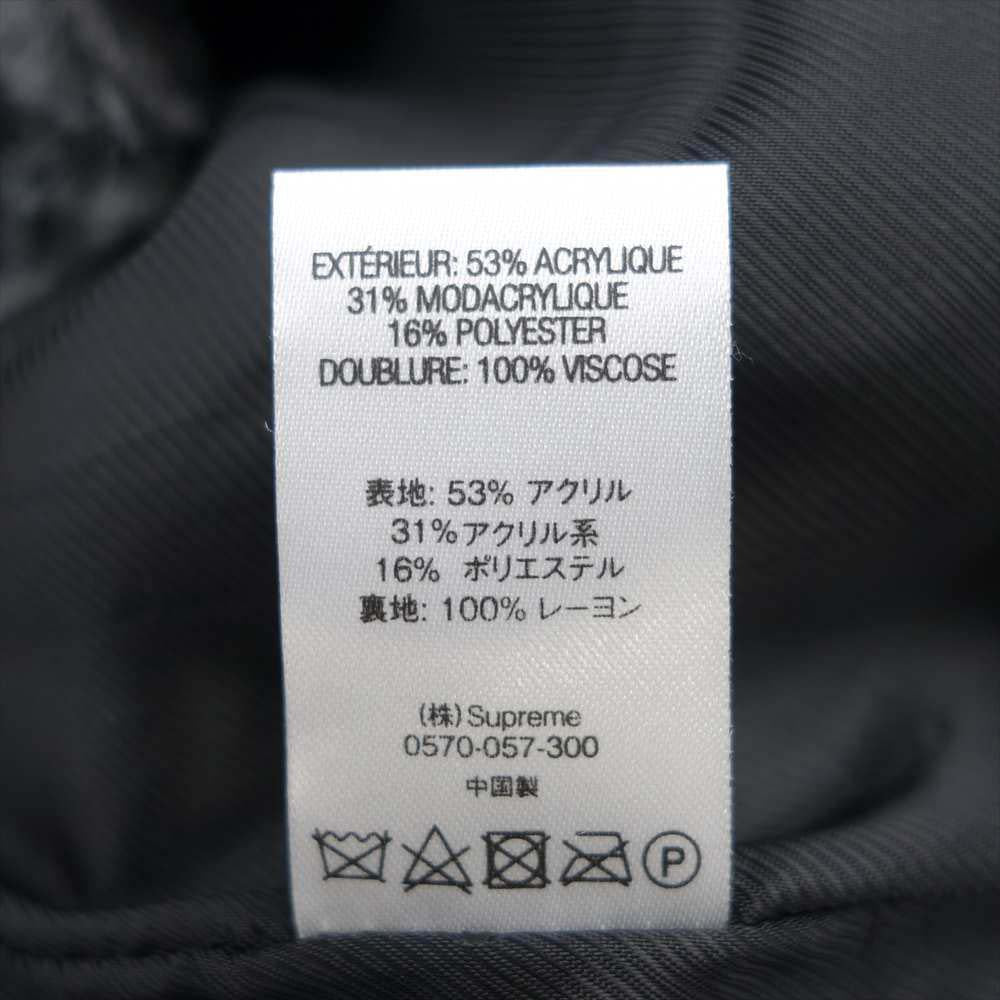 EXTÉRIEUR: 53% ACRYLIQUE
31% MODACRYLIQUE
16% POLYESTER
DOUBLURE: 100% VISCOSE
表地: 53% アクリル
31%アクリル系
16% ポリエステル
裏地: 100% レーヨン
(株)Supreme
0570-057-300
中国製
P